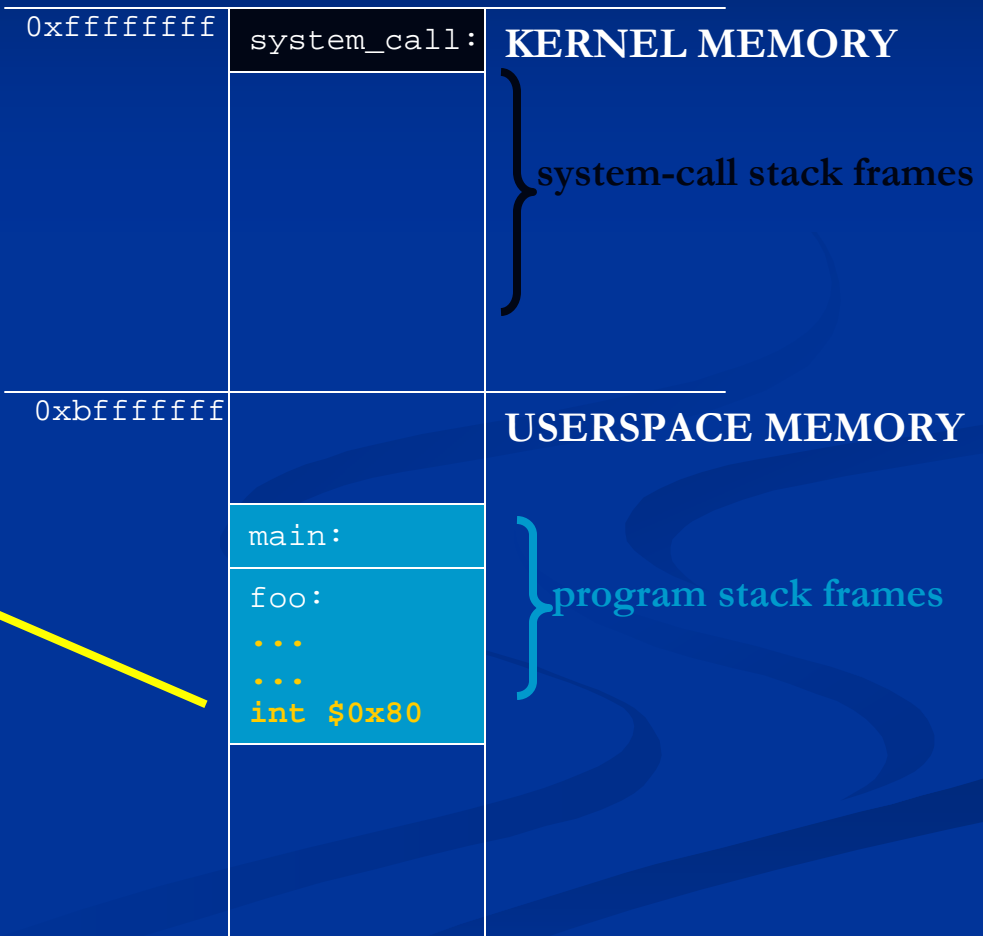 0xffffffff
system_call:
KERNEL MEMORY
system-call stack frames
0xbfffffff
USERSPACE MEMORY
main:
foo:
...
...
int $0x80
program stack frames